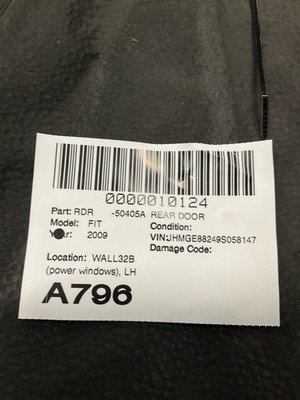 0000010124
Part: RDR -50405A REAR DOOR
Model: FIT Condition:
Year: 2009 VIN:JHMGE88249S058147
Damage Code:
Location: WALL32B
(power windows), LH
A796